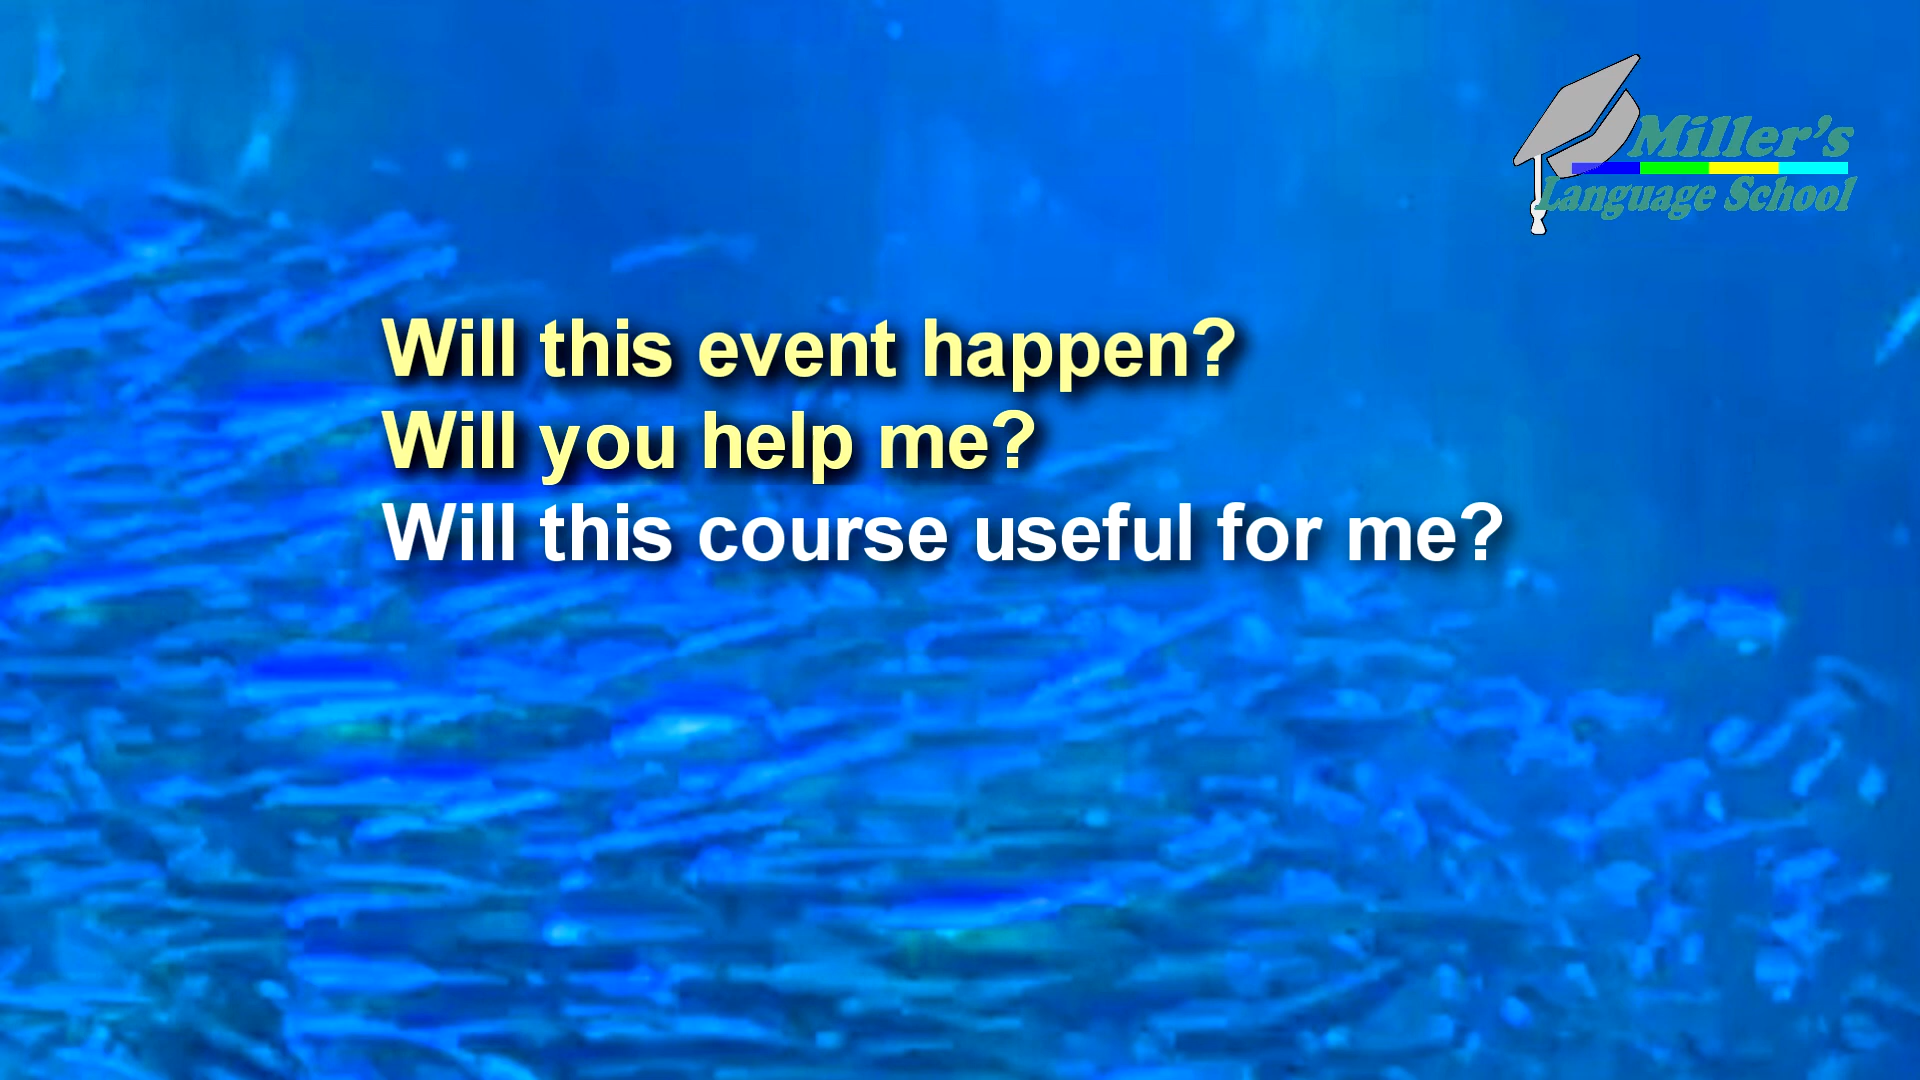 Miller's
Language School
Will this event happen?
Will you help me?
Will this course useful for me?